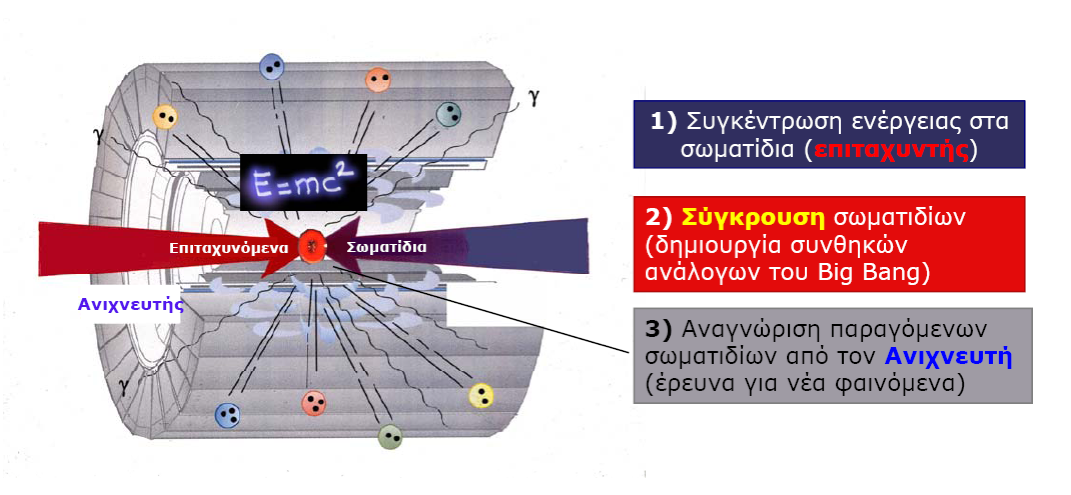 γ
γ
E=mc²
Επιταχυνόμενα
Σωματίδια
Ανιχνευτής
γ
1) Συγκέντρωση ενέργειας στα
σωματίδια (επιταχυντής)
2) Σύγκρουση σωματιδίων
(δημιουργία συνθηκών
ανάλογων του Big Bang)
3) Αναγνώριση παραγόμενων
σωματιδίων από τον Ανιχνευτή
(έρευνα για νέα φαινόμενα)